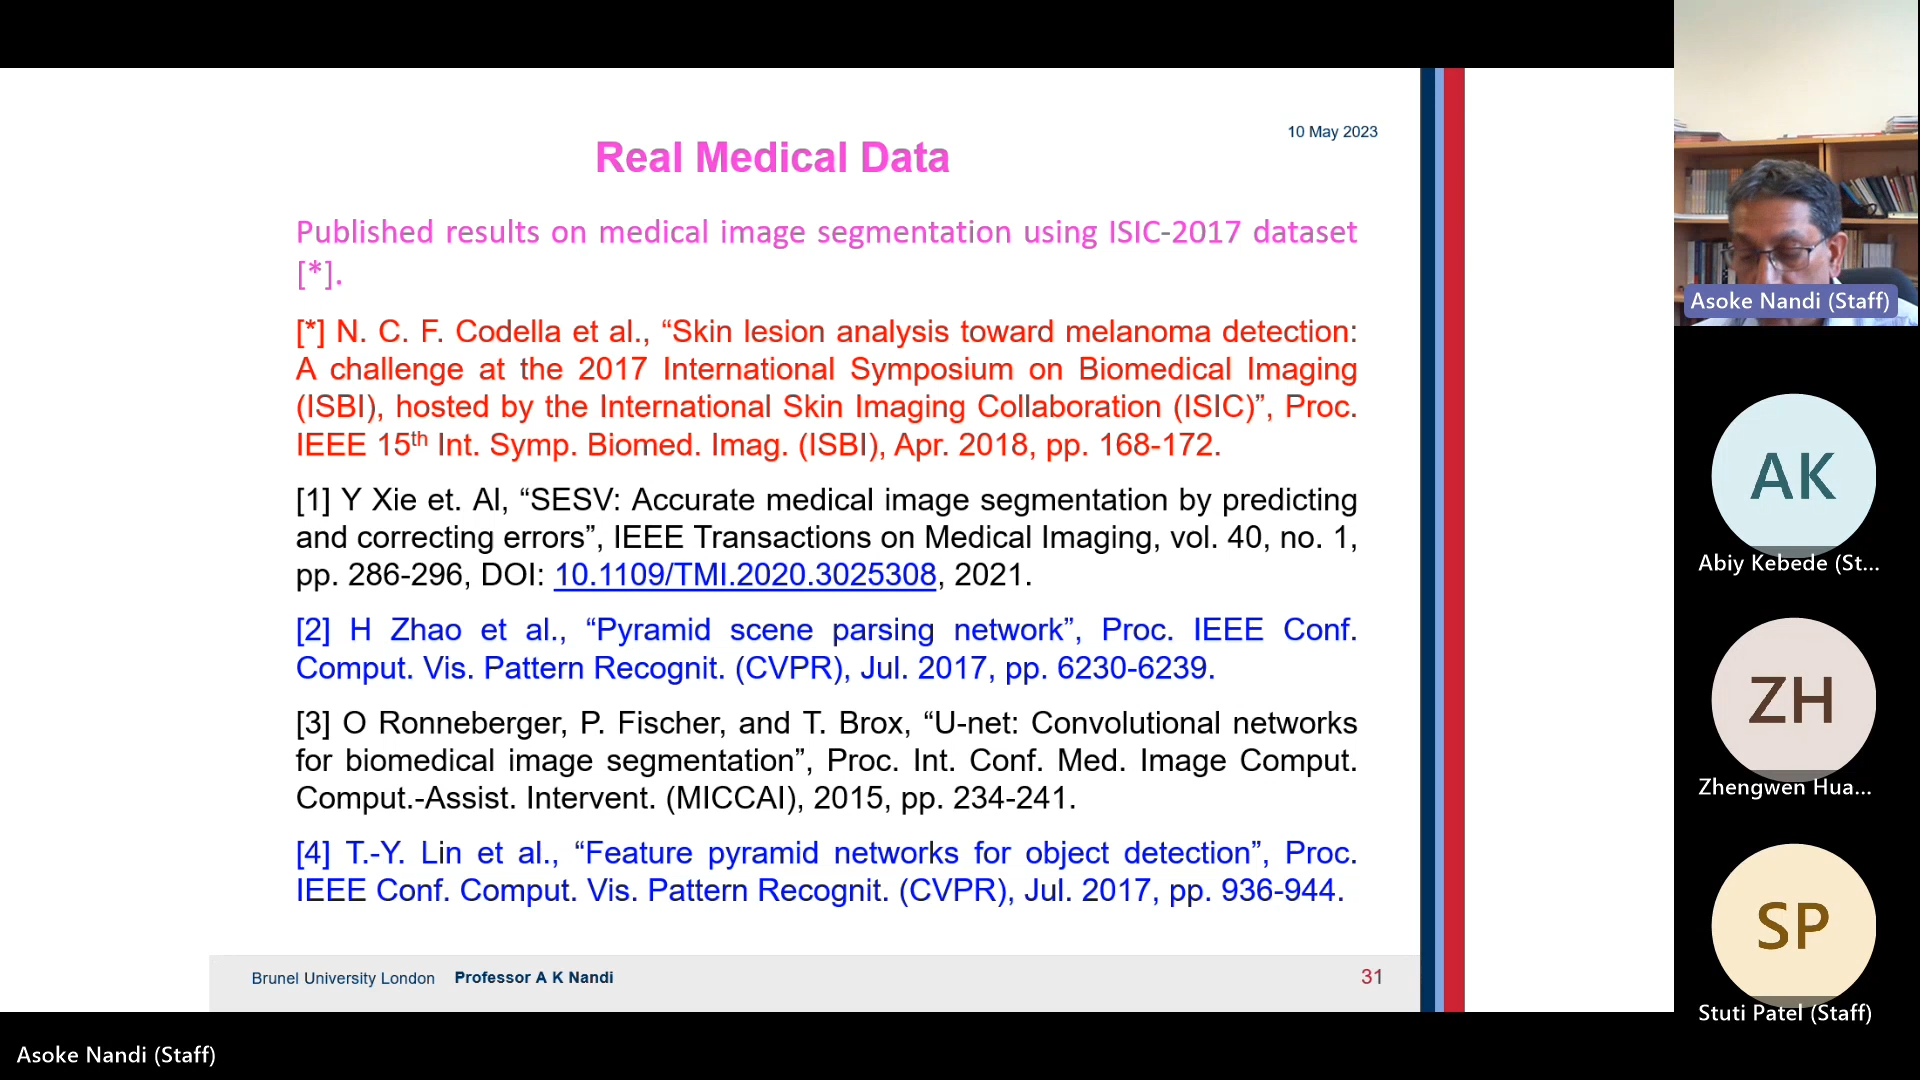 10 May 2023
Real Medical Data
Published results on medical image segmentation using ISIC-2017 dataset
[*].
[*] N. C. F. Codella et al., “Skin lesion analysis toward melanoma detection:
A challenge at the 2017 International Symposium on Biomedical Imaging
(ISBI), hosted by the International Skin Imaging Collaboration (ISIC)”, Proc.
IEEE 15th Int. Symp. Biomed. Imag. (ISBI), Apr. 2018, pp. 168-172.
[1] Y Xie et. Al, “SESV: Accurate medical image segmentation by predicting
and correcting errors”, IEEE Transactions on Medical Imaging, vol. 40, no. 1,
pp. 286-296, DOI: 10.1109/TMI.2020.3025308, 2021.
[2] H Zhao et al., “Pyramid scene parsing network”, Proc. IEEE Conf.
Comput. Vis. Pattern Recognit. (CVPR), Jul. 2017, pp. 6230-6239.
[3] O Ronneberger, P. Fischer, and T. Brox, “U-net: Convolutional networks
for biomedical image segmentation”, Proc. Int. Conf. Med. Image Comput.
Comput.-Assist. Intervent. (MICCAI), 2015, pp. 234-241.
[4] T.-Y. Lin et al., “Feature pyramid networks for object detection”, Proc.
IEEE Conf. Comput. Vis. Pattern Recognit. (CVPR), Jul. 2017, pp. 936-944.
Brunel University London Professor A K Nandi
31
Asoke Nandi (Staff)
AK
Abiy Kebede (St...
ZH
Zhengwen Hua...
SP
Stuti Patel (Staff)
Asoke Nandi (Staff)